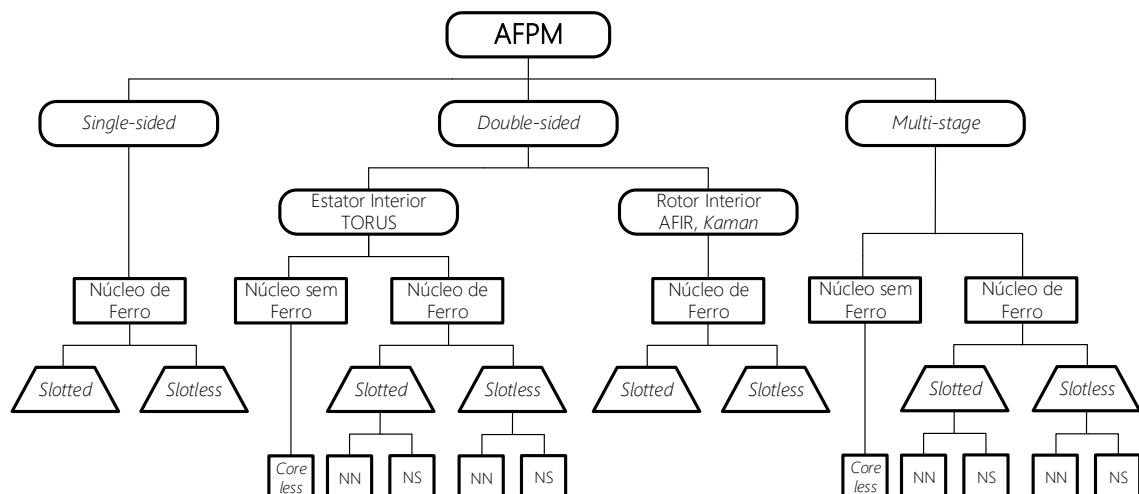 AFPM
Single-sided
Double-sided
Multi-stage
Estator Interior
TORUS
Rotor Interior
AFIR, Kaman
Núcleo de
Ferro
Núcleo sem
Ferro
Núcleo de
Ferro
Núcleo de
Ferro
Núcleo sem
Ferro
Núcleo de
Ferro
Slotted
Slotless
Slotted
Slotless
Slotted
Slotless
Slotted
Slotless
Core
less
NN
NS
NN
NS
Core
less
NN
NS
NN
NS